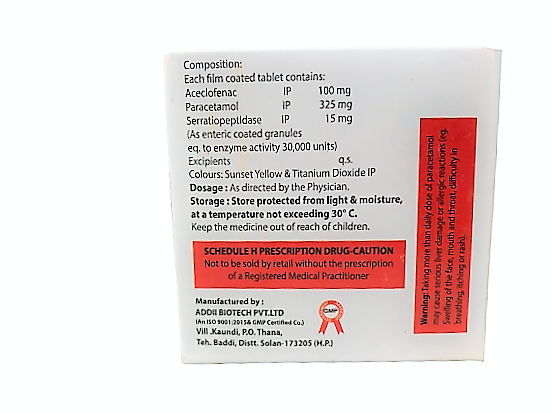 Composition:
Each film coated tablet contains:
Aceclofenac IP 100 mg
Paracetamol IP 325 mg
Serratiopeptidase IP 15 mg
(As enteric coated granules
eq. to enzyme activity 30,000 units)
Excipients q.s.
Colours: Sunset Yellow & Titanium Dioxide IP
Dosage : As directed by the Physician.
Storage : Store protected from light & moisture,
at a temperature not exceeding 30° C.
Keep the medicine out of reach of children.
SCHEDULE H PRESCRIPTION DRUG-CAUTION
Not to be sold by retail without the prescription
of a Registered Medical Practitioner
Manufactured by :
ADDII BIOTECH PVT.LTD
(An ISO 9001:2015& GMP Certified Co.)
Vill .Kaundi, P.O. Thana,
Teh. Baddi, Distt. Solan-173205 (H.P.)
GMP
Warning: Taking more than daily dose of paracetamol
may cause serious liver damage or allergic reactions (eg.
Swelling of the face, mouth and throat, difficulty in
breathing, itching or rash).